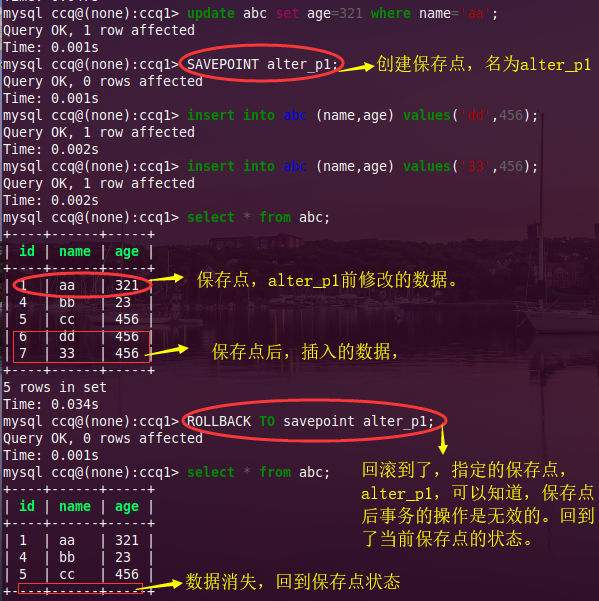 mysql ccq@(none):ccq1> update abc set age=321 where name='aa';
Query OK, 1 row affected
Time: 0.001s
mysql ccq@(none):ccq1> SAVEPOINT alter_p1;
创建保存点，名为alter_p1
Query OK, 0 rows affected
Time: 0.001s
mysql ccq@(none):ccq1> insert into abc (name,age) values('dd',456);
Query OK, 1 row affected
Time: 0.002s
mysql ccq@(none):ccq1> insert into abc (name,age) values('33',456);
Query OK, 1 row affected
Time: 0.002s
mysql ccq@(none):ccq1> select * from abc;
+----+------+-----+
| id | name | age |
+----+------+-----+
| 1 | aa | 321 |
保存点，alter_p1前修改的数据。
| 4 | bb | 23 |
| 5 | cc | 456 |
| 6 | dd | 456 |
| 7 | 33 | 456 |
保存点后，插入的数据，
+----+------+-----+
5 rows in set
Time: 0.034s
mysql ccq@(none):ccq1> ROLLBACK TO savepoint alter_p1;
Query OK, 0 rows affected
Time: 0.001s
mysql ccq@(none):ccq1> select * from abc;
回滚到了，指定的保存点，
alter_p1，可以知道，保存点
后事务的操作是无效的。回到
了当前保存点的状态。
+----+------+-----+
| id | name | age |
+----+------+-----+
| 1 | aa | 321 |
| 4 | bb | 23 |
| 5 | cc | 456 |
+----+------+-----+
数据消失，回到保存点状态